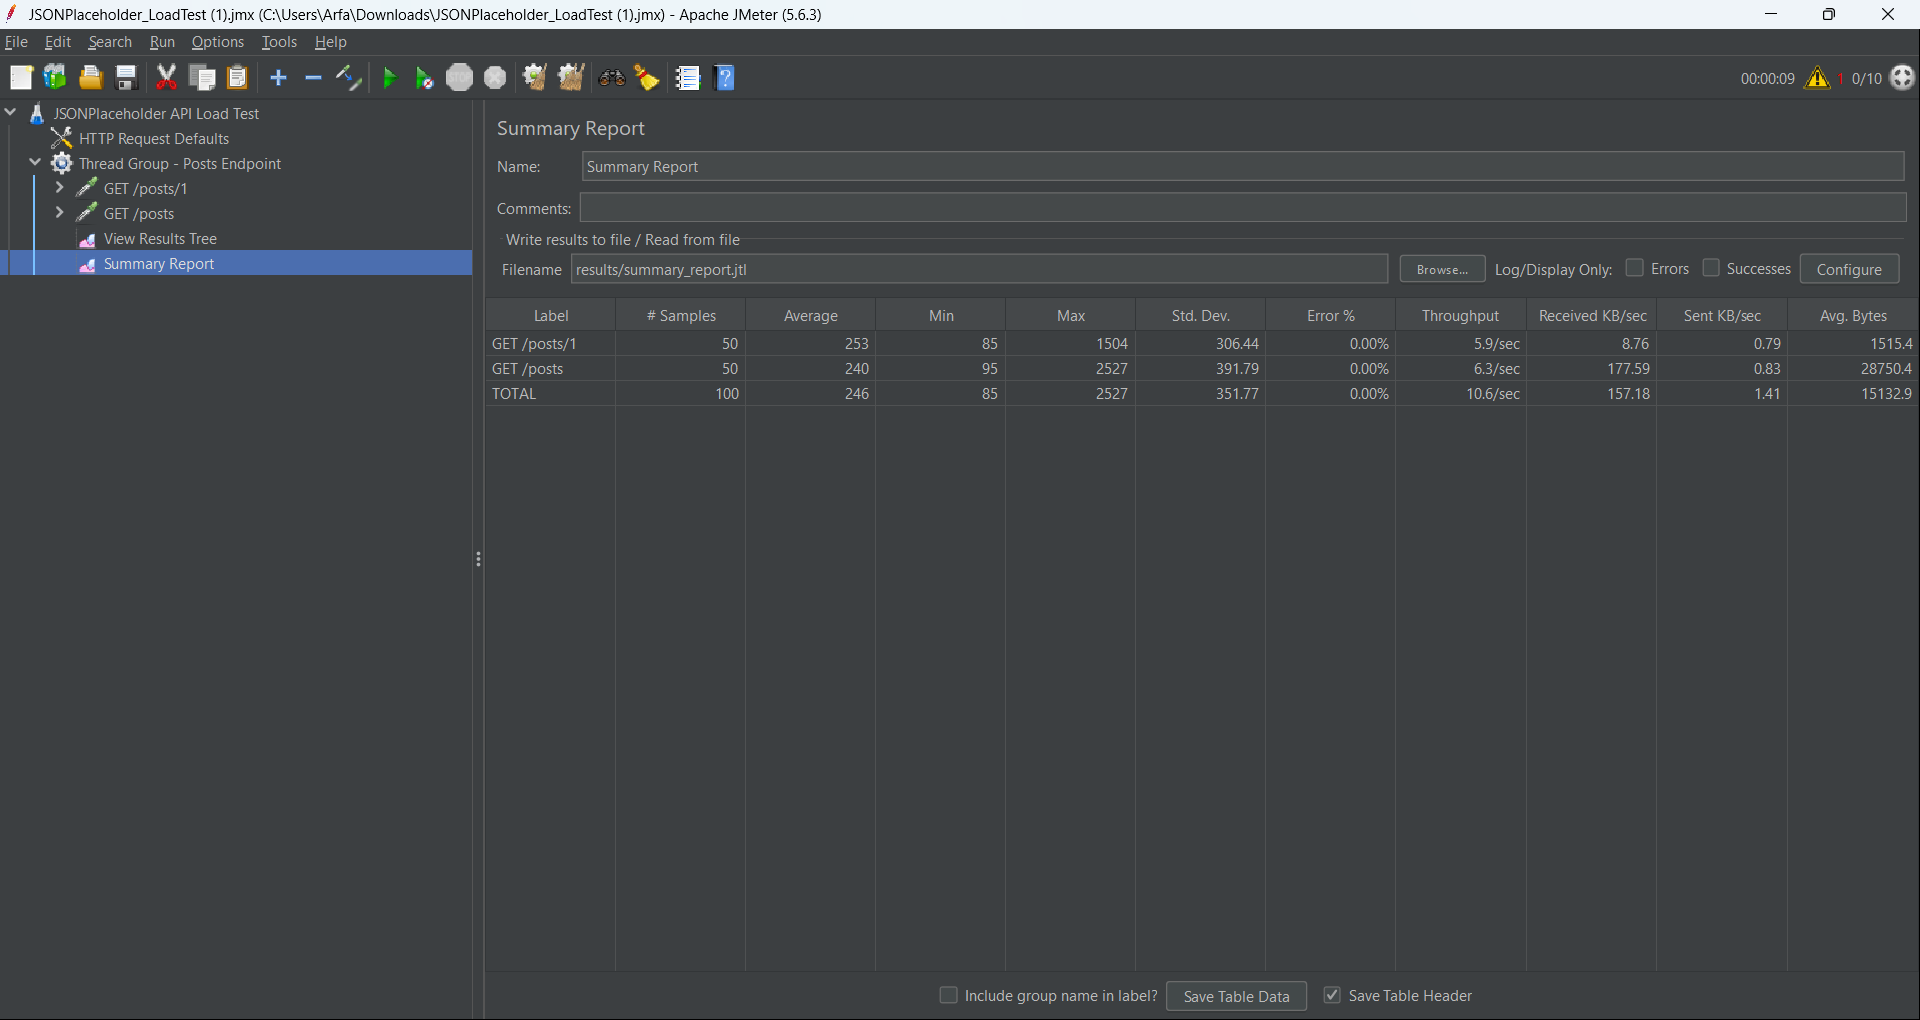 JSONPlaceholder_LoadTest (1).jmx (C:\Users\Arfa\Downloads\JSONPlaceholder_LoadTest (1).jmx) - Apache JMeter (5.6.3)
File Edit Search Run Options Tools Help
STOP 00:00:09 1 0/10
JSONPlaceholder API Load Test
HTTP Request Defaults
Thread Group - Posts Endpoint
GET /posts/1
GET /posts
View Results Tree
Summary Report
Summary Report
Name: Summary Report
Comments:
Write results to file / Read from file
Filename results/summary_report.jtl Browse... Log/Display Only: Errors Successes Configure
Label # Samples Average Min Max Std. Dev. Error % Throughput Received KB/sec Sent KB/sec Avg. Bytes
GET /posts/1 50 253 85 1504 306.44 0.00% 5.9/sec 8.76 0.79 1515.4
GET /posts 50 240 95 2527 391.79 0.00% 6.3/sec 177.59 0.83 28750.4
TOTAL 100 246 85 2527 351.77 0.00% 10.6/sec 157.18 1.41 15132.9
Include group name in label? Save Table Data Save Table Header